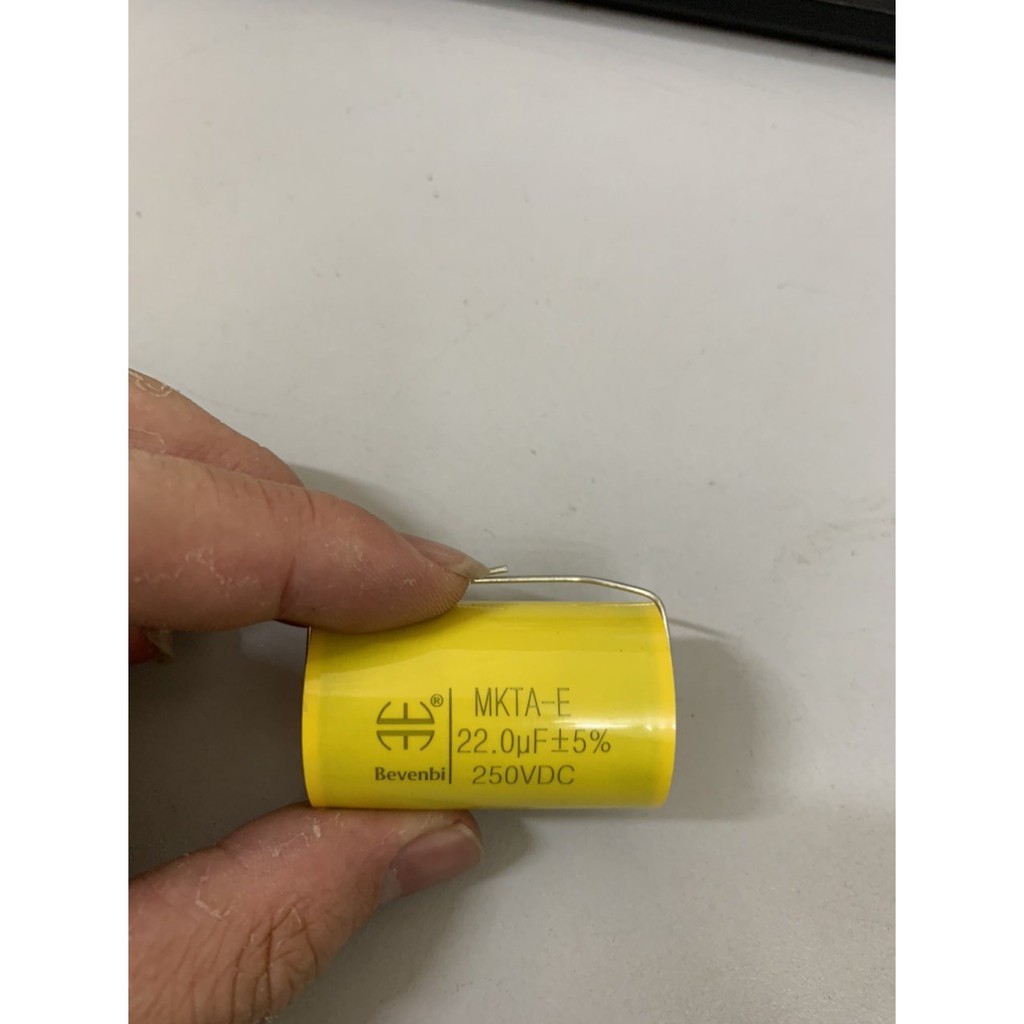 ®
Bevenbi
MKTA-E
22.0μF±5%
250VDC